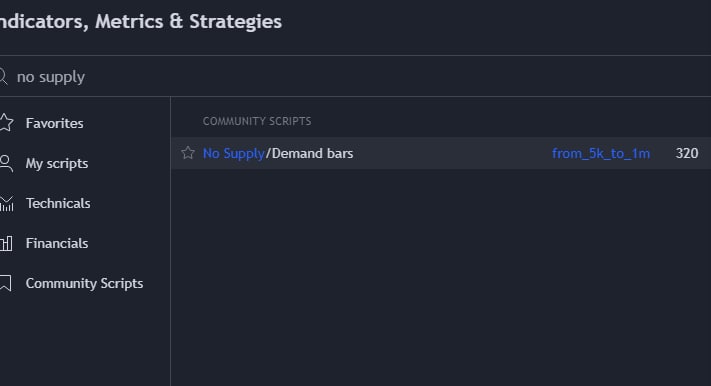 ndicators, Metrics & Strategies
no supply
Favorites
My scripts
Technicals
Financials
Community Scripts
COMMUNITY SCRIPTS
No Supply/Demand bars from_5k_to_1m 320